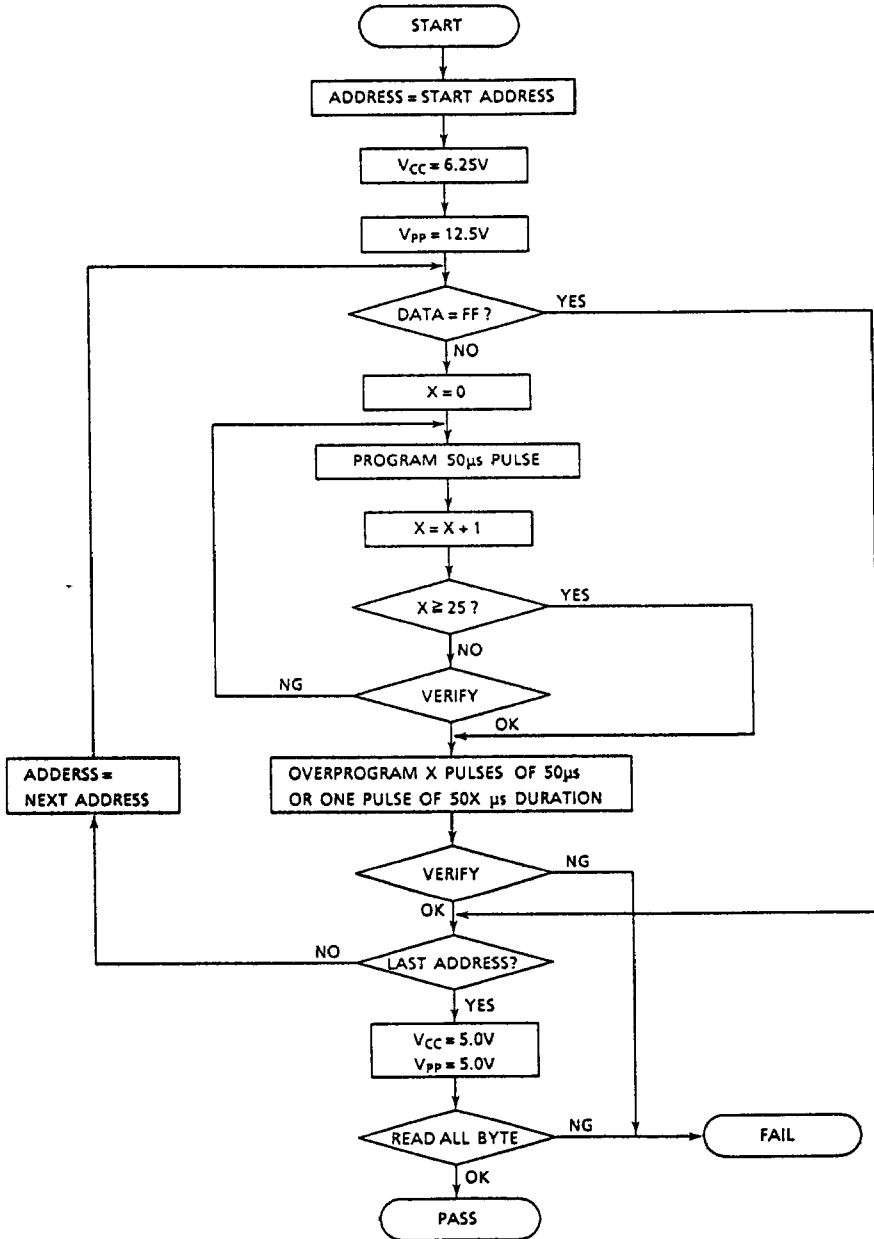 START
ADDRESS = START ADDRESS
VCC = 6.25V
VPP = 12.5V
DATA = FF ?
YES
NO
X = 0
PROGRAM 50μs PULSE
X = X + 1
X ≧ 25 ?
YES
NO
NG
VERIFY
OK
ADDERSS =
NEXT ADDRESS
OVERPROGRAM X PULSES OF 50μs
OR ONE PULSE OF 50X μs DURATION
VERIFY
NG
OK
NO
LAST ADDRESS?
YES
VCC = 5.0V
VPP = 5.0V
READ ALL BYTE
NG
FAIL
OK
PASS